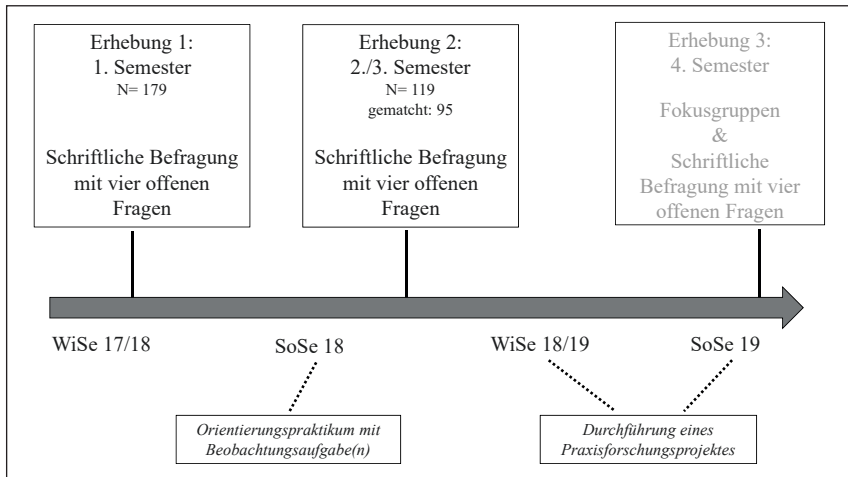 Erhebung 1:
1. Semester
N= 179
Schriftliche Befragung
mit vier offenen
Fragen
Erhebung 2:
2./3. Semester
N= 119
gematcht: 95
Schriftliche Befragung
mit vier offenen
Fragen
Erhebung 3:
4. Semester
Fokusgruppen
&
Schriftliche
Befragung mit vier
offenen Fragen
WiSe 17/18
SoSe 18
WiSe 18/19
SoSe 19
Orientierungspraktikum mit
Beobachtungsaufgabe(n)
Durchführung eines
Praxisforschungsprojektes